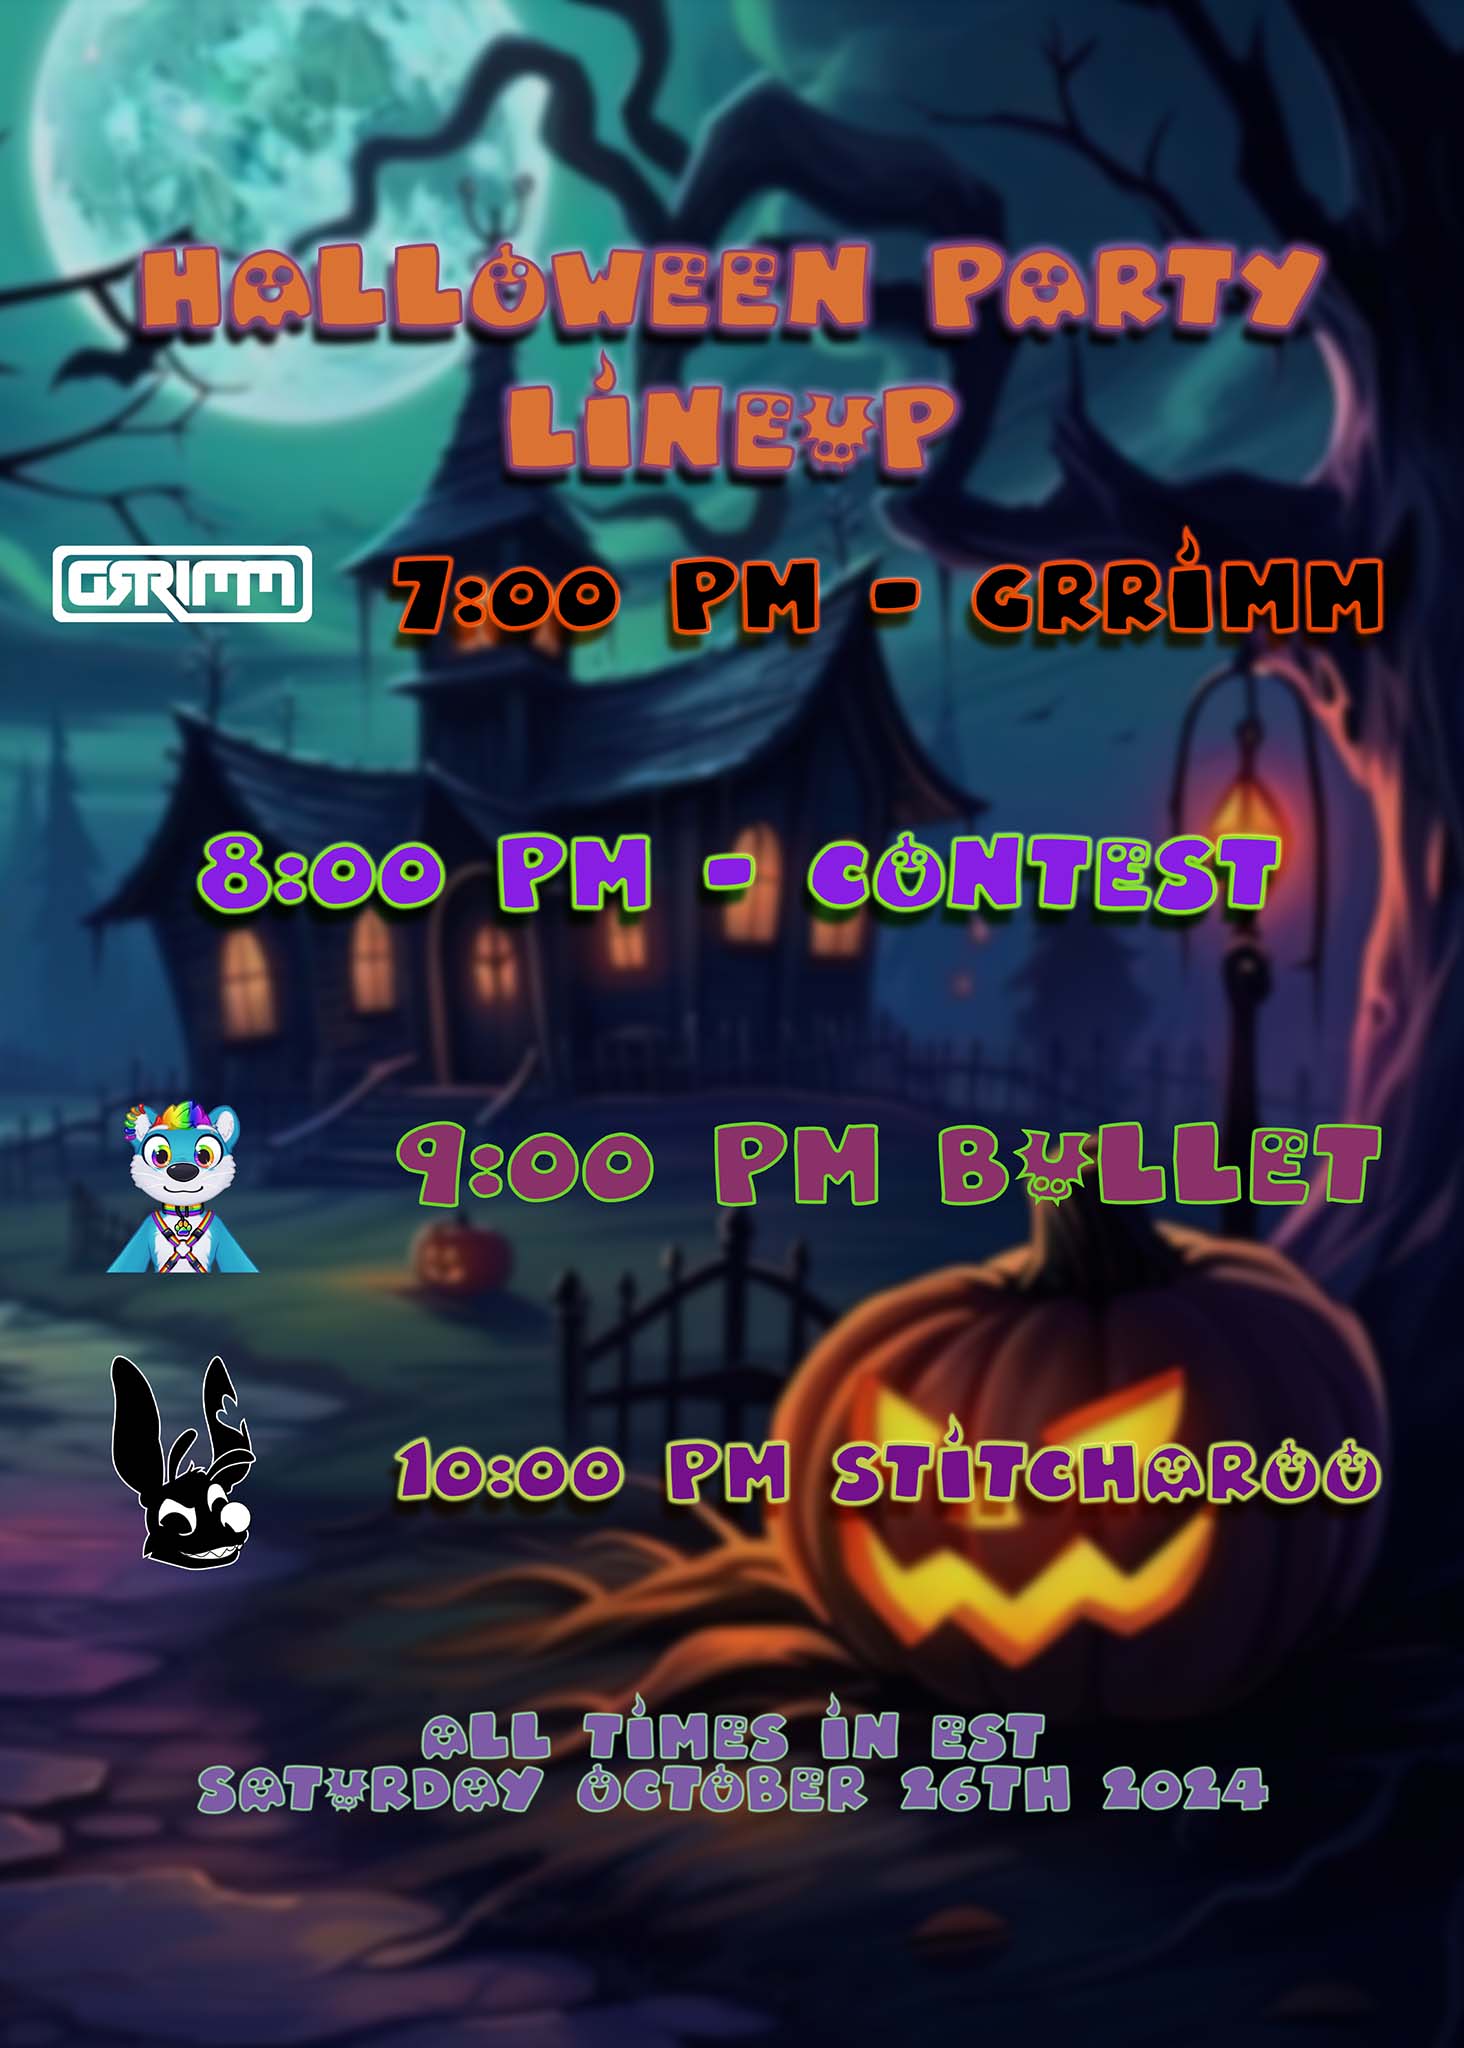 HALLOWEEN PARTY
LINEUP
GRRIMM
7:00 PM - GRRIMM
8:00 PM - CONTEST
9:00 PM BULLET
10:00 PM STITCHAROO
ALL TIMES IN EST
SATURDAY OCTOBER 26TH 2024